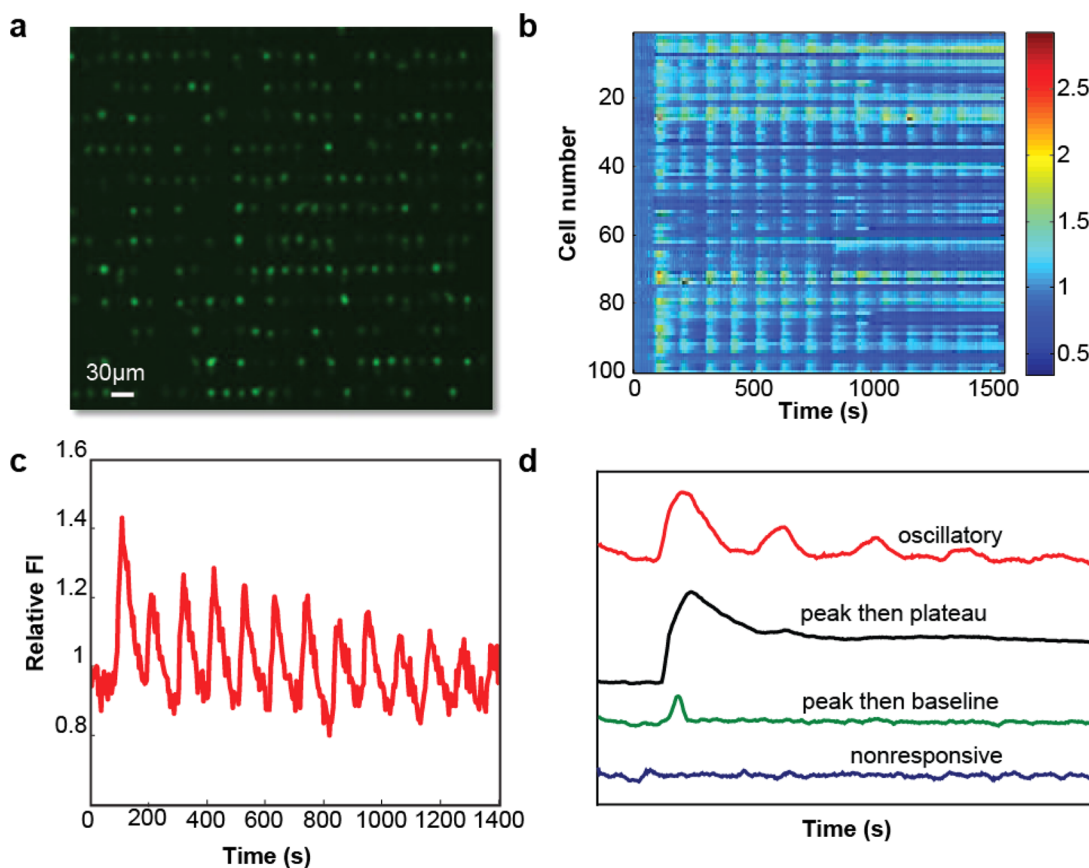 a
30µm
b
Cell number
20
40
60
80
100
0
500
1000
1500
Time (s)
2.5
2
1.5
1
0.5
c
Relative FI
1.6
1.4
1.2
1
0.8
0
200
400
600
800
1000
1200
1400
Time (s)
d
oscillatory
peak then plateau
peak then baseline
nonresponsive
Time (s)